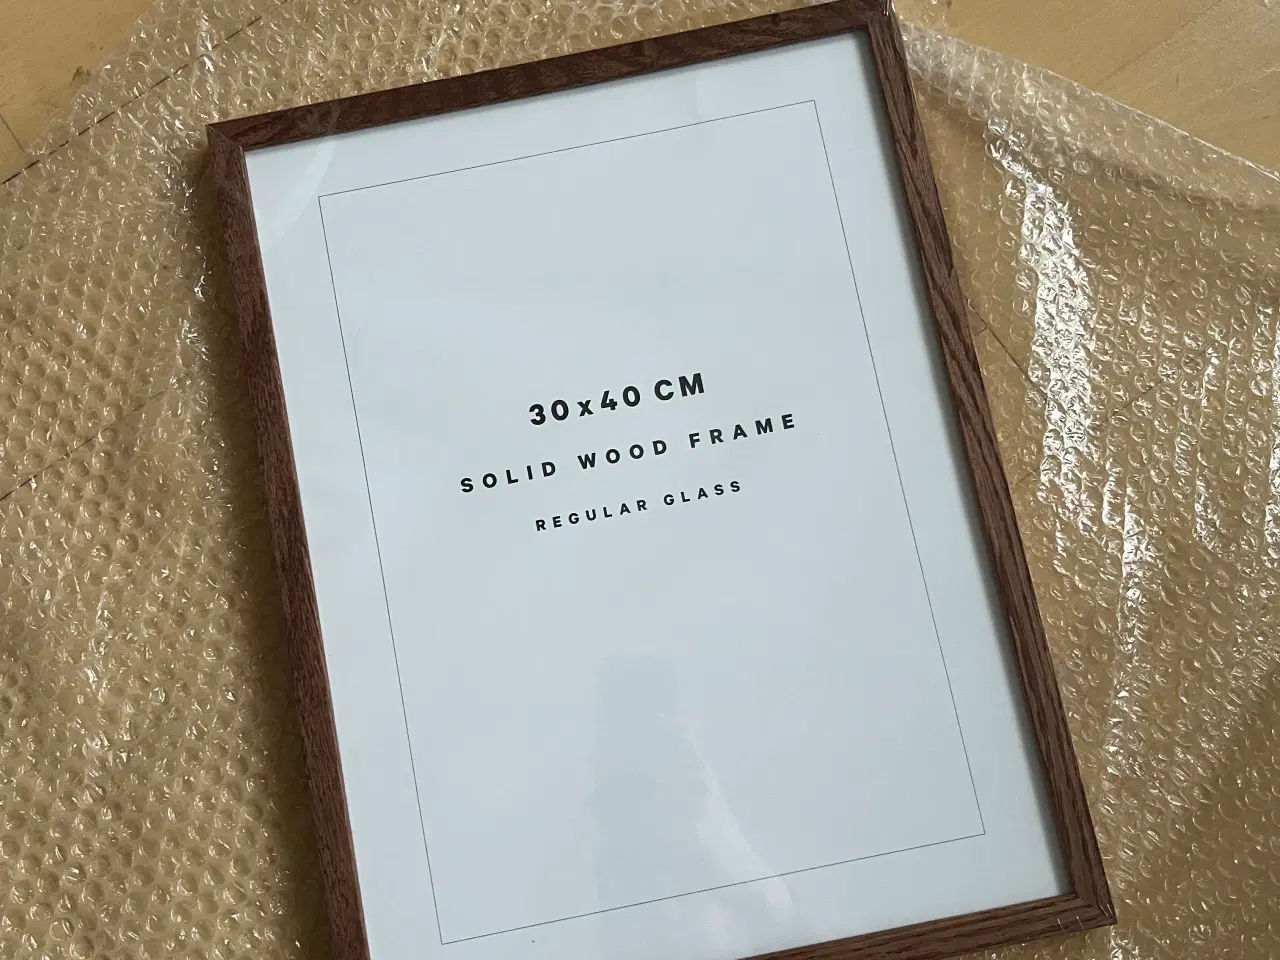 30x40 CM
SOLID WOOD FRAME
REGULAR GLASS